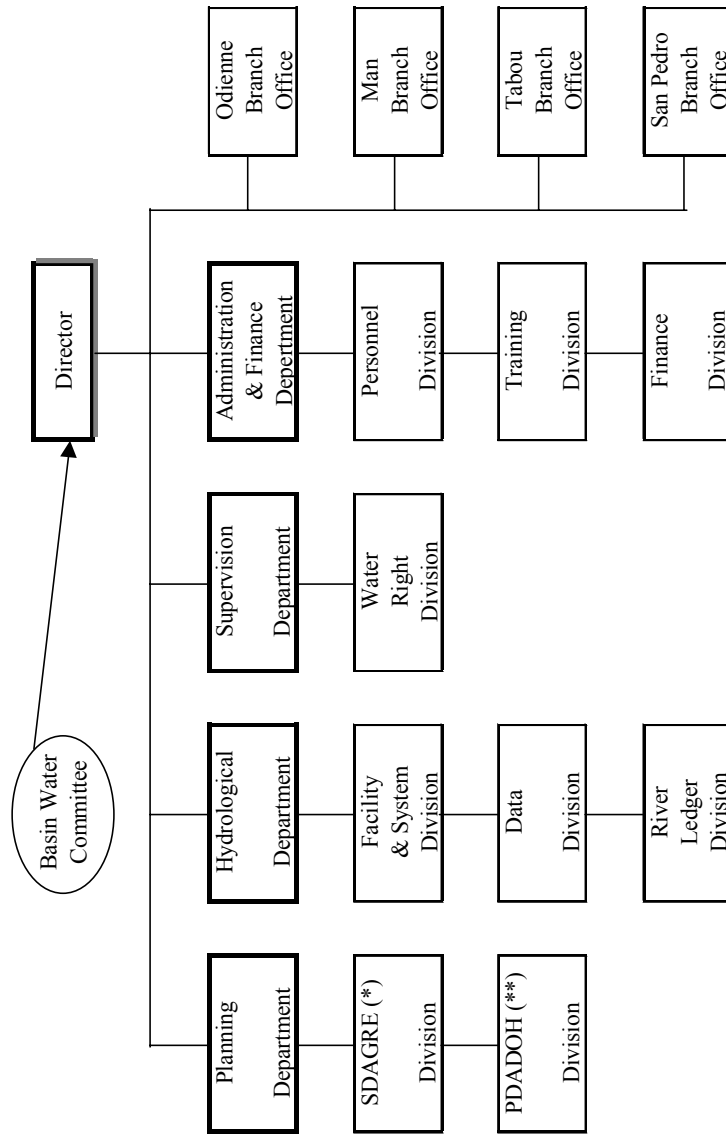 Basin Water
Committee
Director
Planning
Department
SDAGRE (*)
Division
PDADOH (**)
Division
Hydrological
Department
Facility
& System
Division
Data
Division
River
Ledger
Division
Supervision
Department
Water
Right
Division
Administration
& Finance
Depertment
Personnel
Division
Training
Division
Finance
Division
Odienne
Branch
Office
Man
Branch
Office
Tabou
Branch
Office
San Pedro
Branch
Office